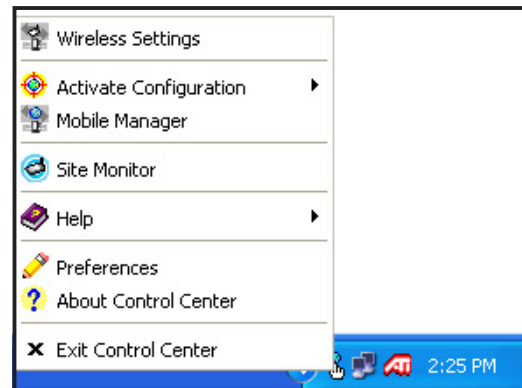 Wireless Settings
Activate Configuration
Mobile Manager
Site Monitor
Help
Preferences
About Control Center
Exit Control Center
ATI 2:25 PM